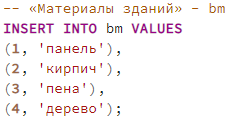 -- «Материалы зданий» - bm
INSERT INTO bm VALUES
(1, 'панель'),
(2, 'кирпич'),
(3, 'пена'),
(4, 'дерево');